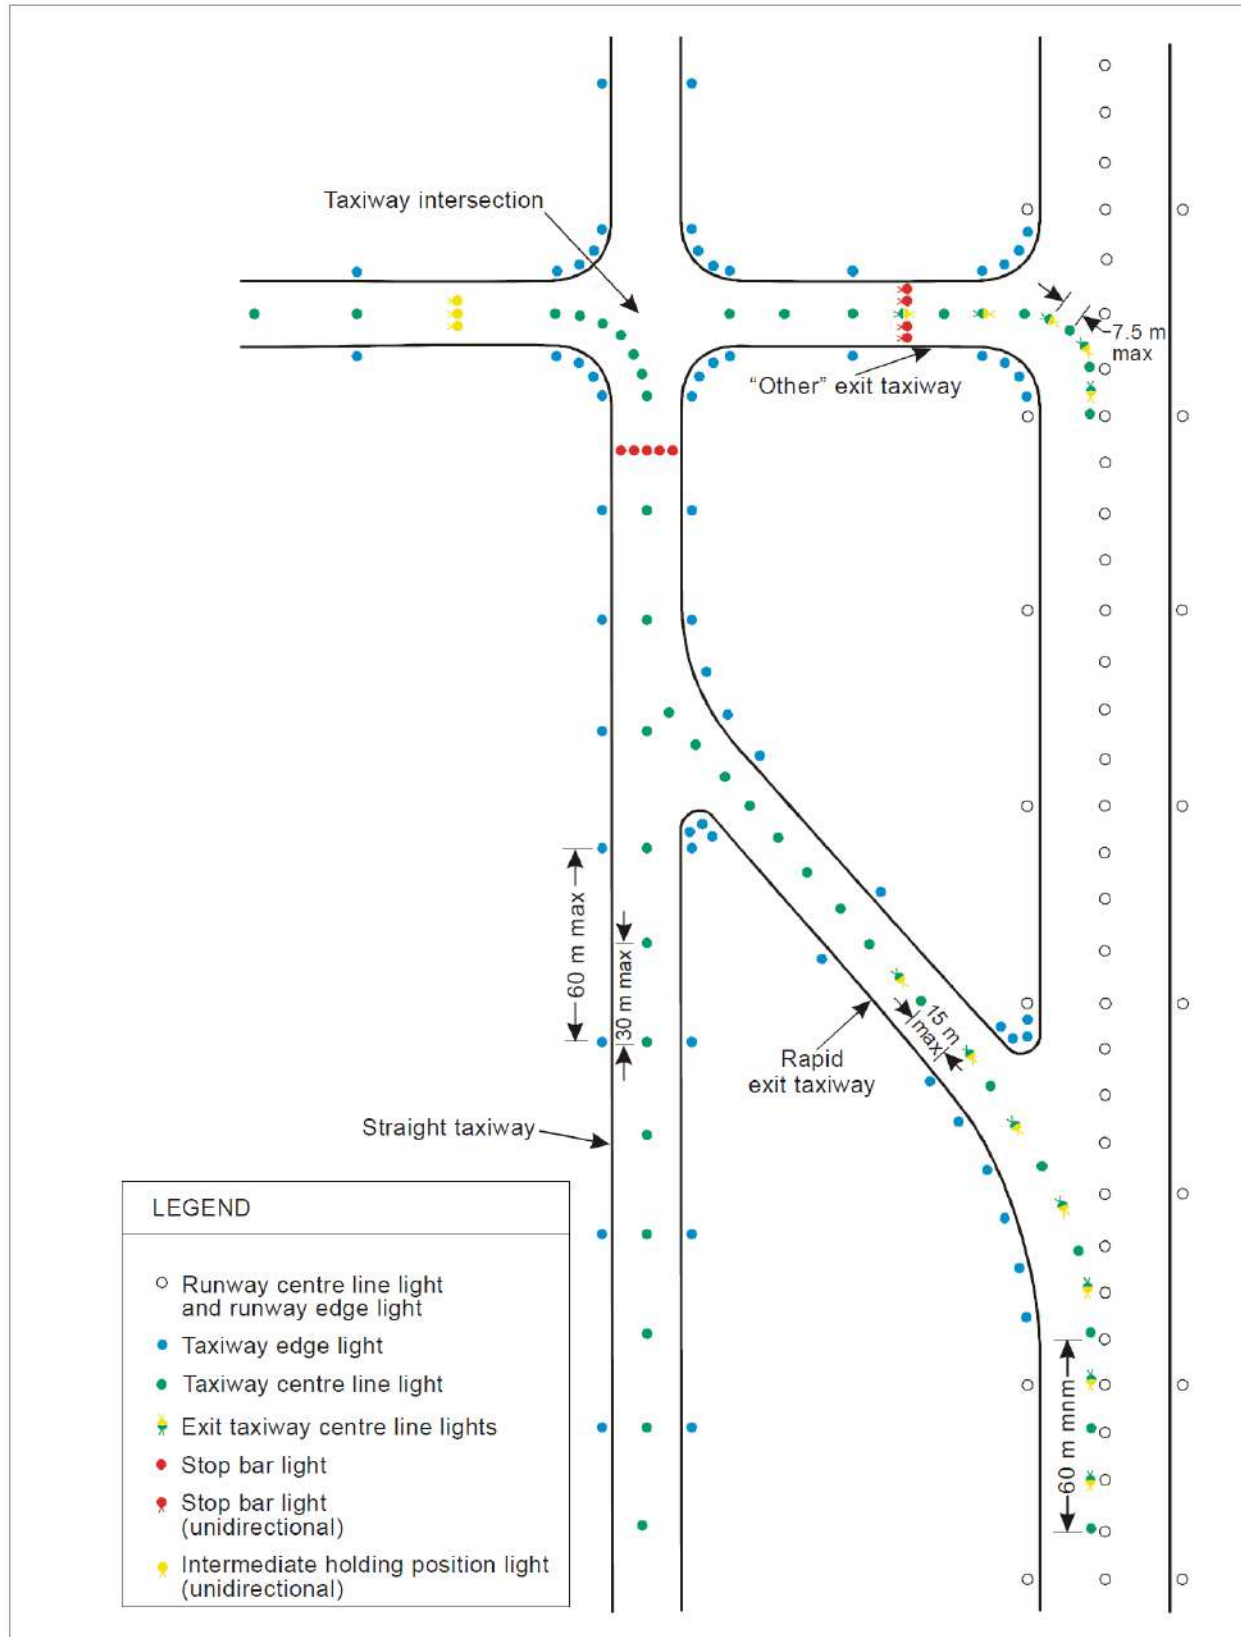 Taxiway intersection
7.5 m
max
"Other" exit taxiway
60 m max
30 m max
15 m
max
Rapid
exit taxiway
Straight taxiway
60 m mnm
LEGEND
Runway centre line light
and runway edge light
Taxiway edge light
Taxiway centre line light
Exit taxiway centre line lights
Stop bar light
Stop bar light
(unidirectional)
Intermediate holding position light
(unidirectional)